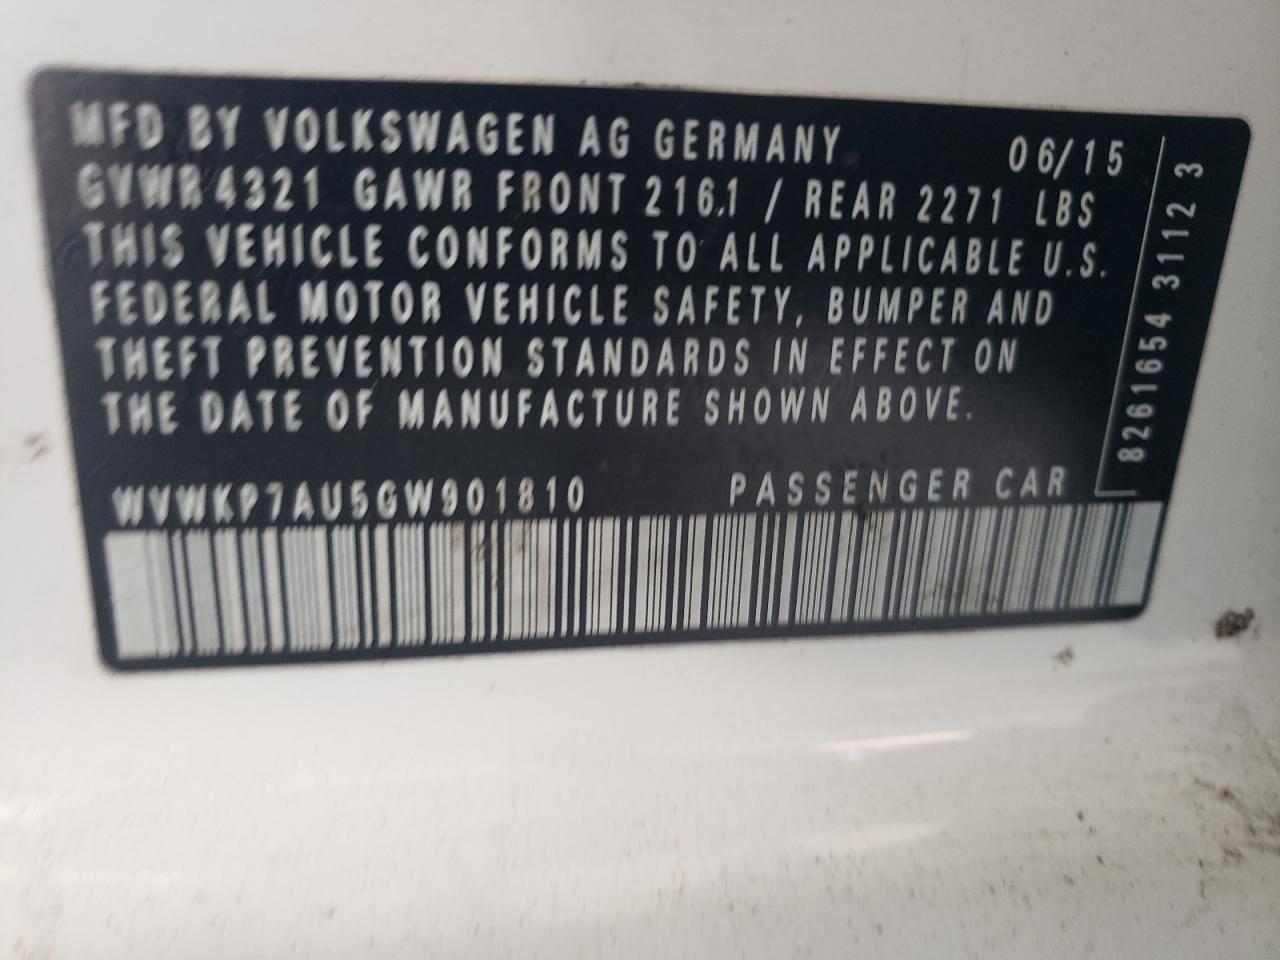 MFD BY VOLKSWAGEN AG GERMANY 06/15
GVWR 4321 GAWR FRONT 2161 / REAR 2271 LBS
THIS VEHICLE CONFORMS TO ALL APPLICABLE U.S.
FEDERAL MOTOR VEHICLE SAFETY, BUMPER AND
THEFT PREVENTION STANDARDS IN EFFECT ON
THE DATE OF MANUFACTURE SHOWN ABOVE.
WVWKP7AU5GW901810 PASSENGER CAR
8261654 3112 3